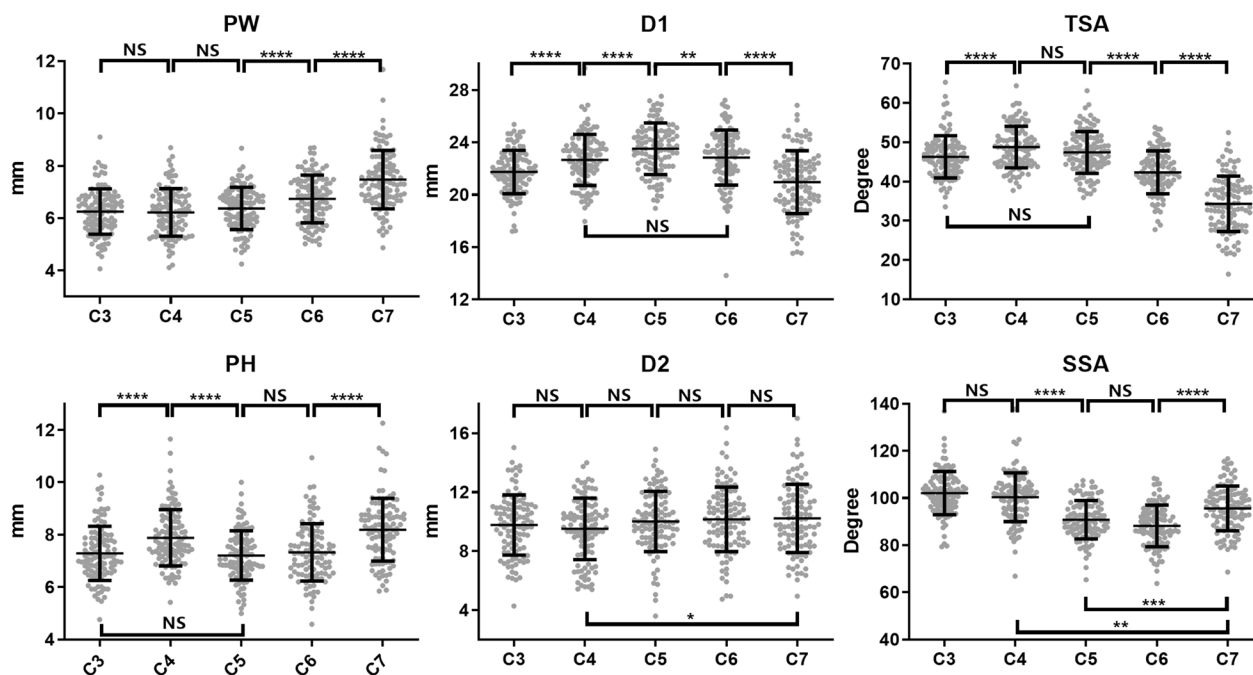 PW
NS NS **** ****
12
10
8
6
4
mm
C3 C4 C5 C6 C7
D1
**** **** ** ****
28
24
20
16
12
mm
NS
C3 C4 C5 C6 C7
TSA
**** NS **** ****
70
60
50
40
30
20
10
Degree
NS
C3 C4 C5 C6 C7
PH
**** **** NS ****
12
10
8
6
4
mm
NS
C3 C4 C5 C6 C7
D2
NS NS NS NS
16
12
8
4
mm
*
C3 C4 C5 C6 C7
SSA
NS **** NS ****
140
120
100
80
60
40
Degree
***
**
C3 C4 C5 C6 C7